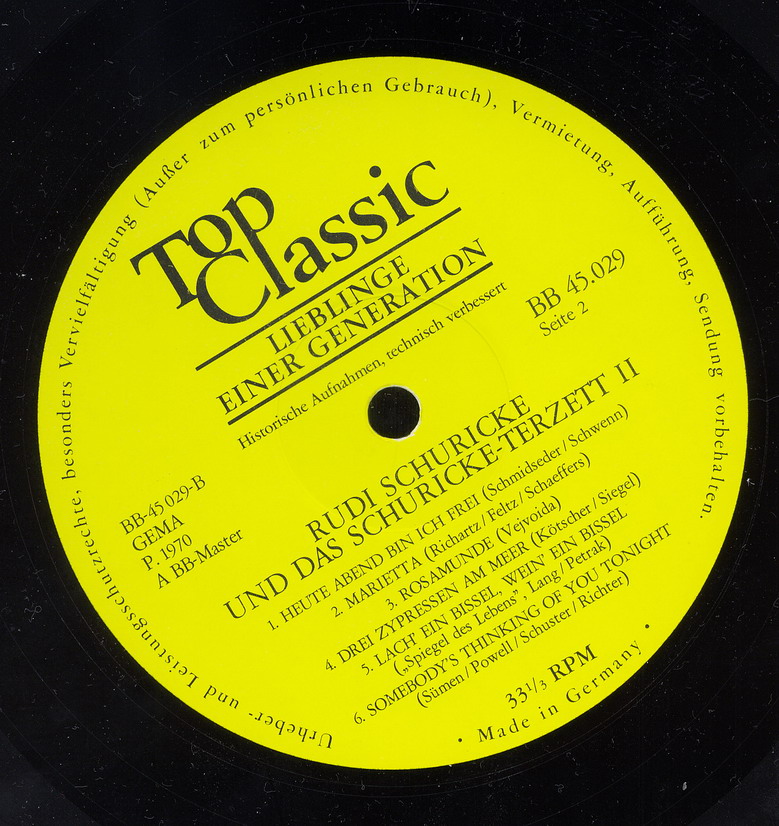 Urheber- und Leistungsschutzrechte, besonders Vervielfältigung (Außer zum persönlichen Gebrauch), Vermietung, Aufführung, Sendung vorbehalten.
Top
Classic
LIEBLINGE
EINER GENERATION
Historische Aufnahmen, technisch verbessert
BB 45.029
Seite 2
BB-45 029-B
GEMA
P. 1970
A BB-Master
RUDI SCHURICKE
UND DAS SCHURICKE-TERZETT II
1. HEUTE ABEND BIN ICH FREI (Schmidseder / Schwenn)
2. MARIETTA (Richartz / Feltz / Schaeffers)
3. ROSAMUNDE (Vejvoida)
4. DREI ZYPRESSEN AM MEER (Kötscher / Siegel)
5. LACH' EIN BISSEL, WEIN' EIN BISSEL
(„Spiegel des Lebens”, Lang / Petrak)
6. SOMEBODY'S THINKING OF YOU TONIGHT
(Sümen / Powell / Schuster / Richter)
33 1/3 RPM
• Made in Germany •